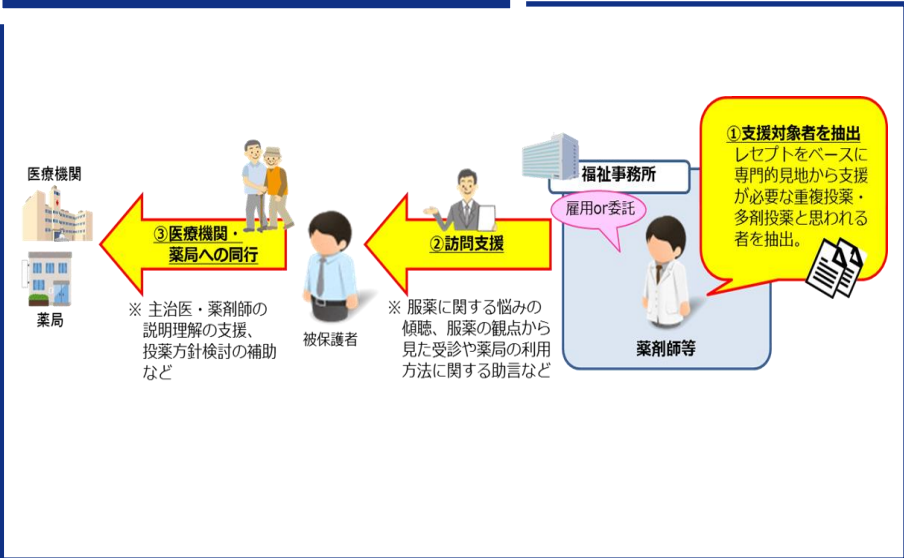 ①支援対象者を抽出
レセプトをベースに
専門的見地から支援
が必要な重複投薬・
多剤投薬と思われる
者を抽出。
福祉事務所
雇用or委託
薬剤師等
②訪問支援
※ 服薬に関する悩みの
傾聴、服薬の観点から
見た受診や薬局の利用
方法に関する助言など
被保護者
③医療機関・
薬局への同行
※ 主治医・薬剤師の
説明理解の支援、
投薬方針検討の補助
など
医療機関
薬局